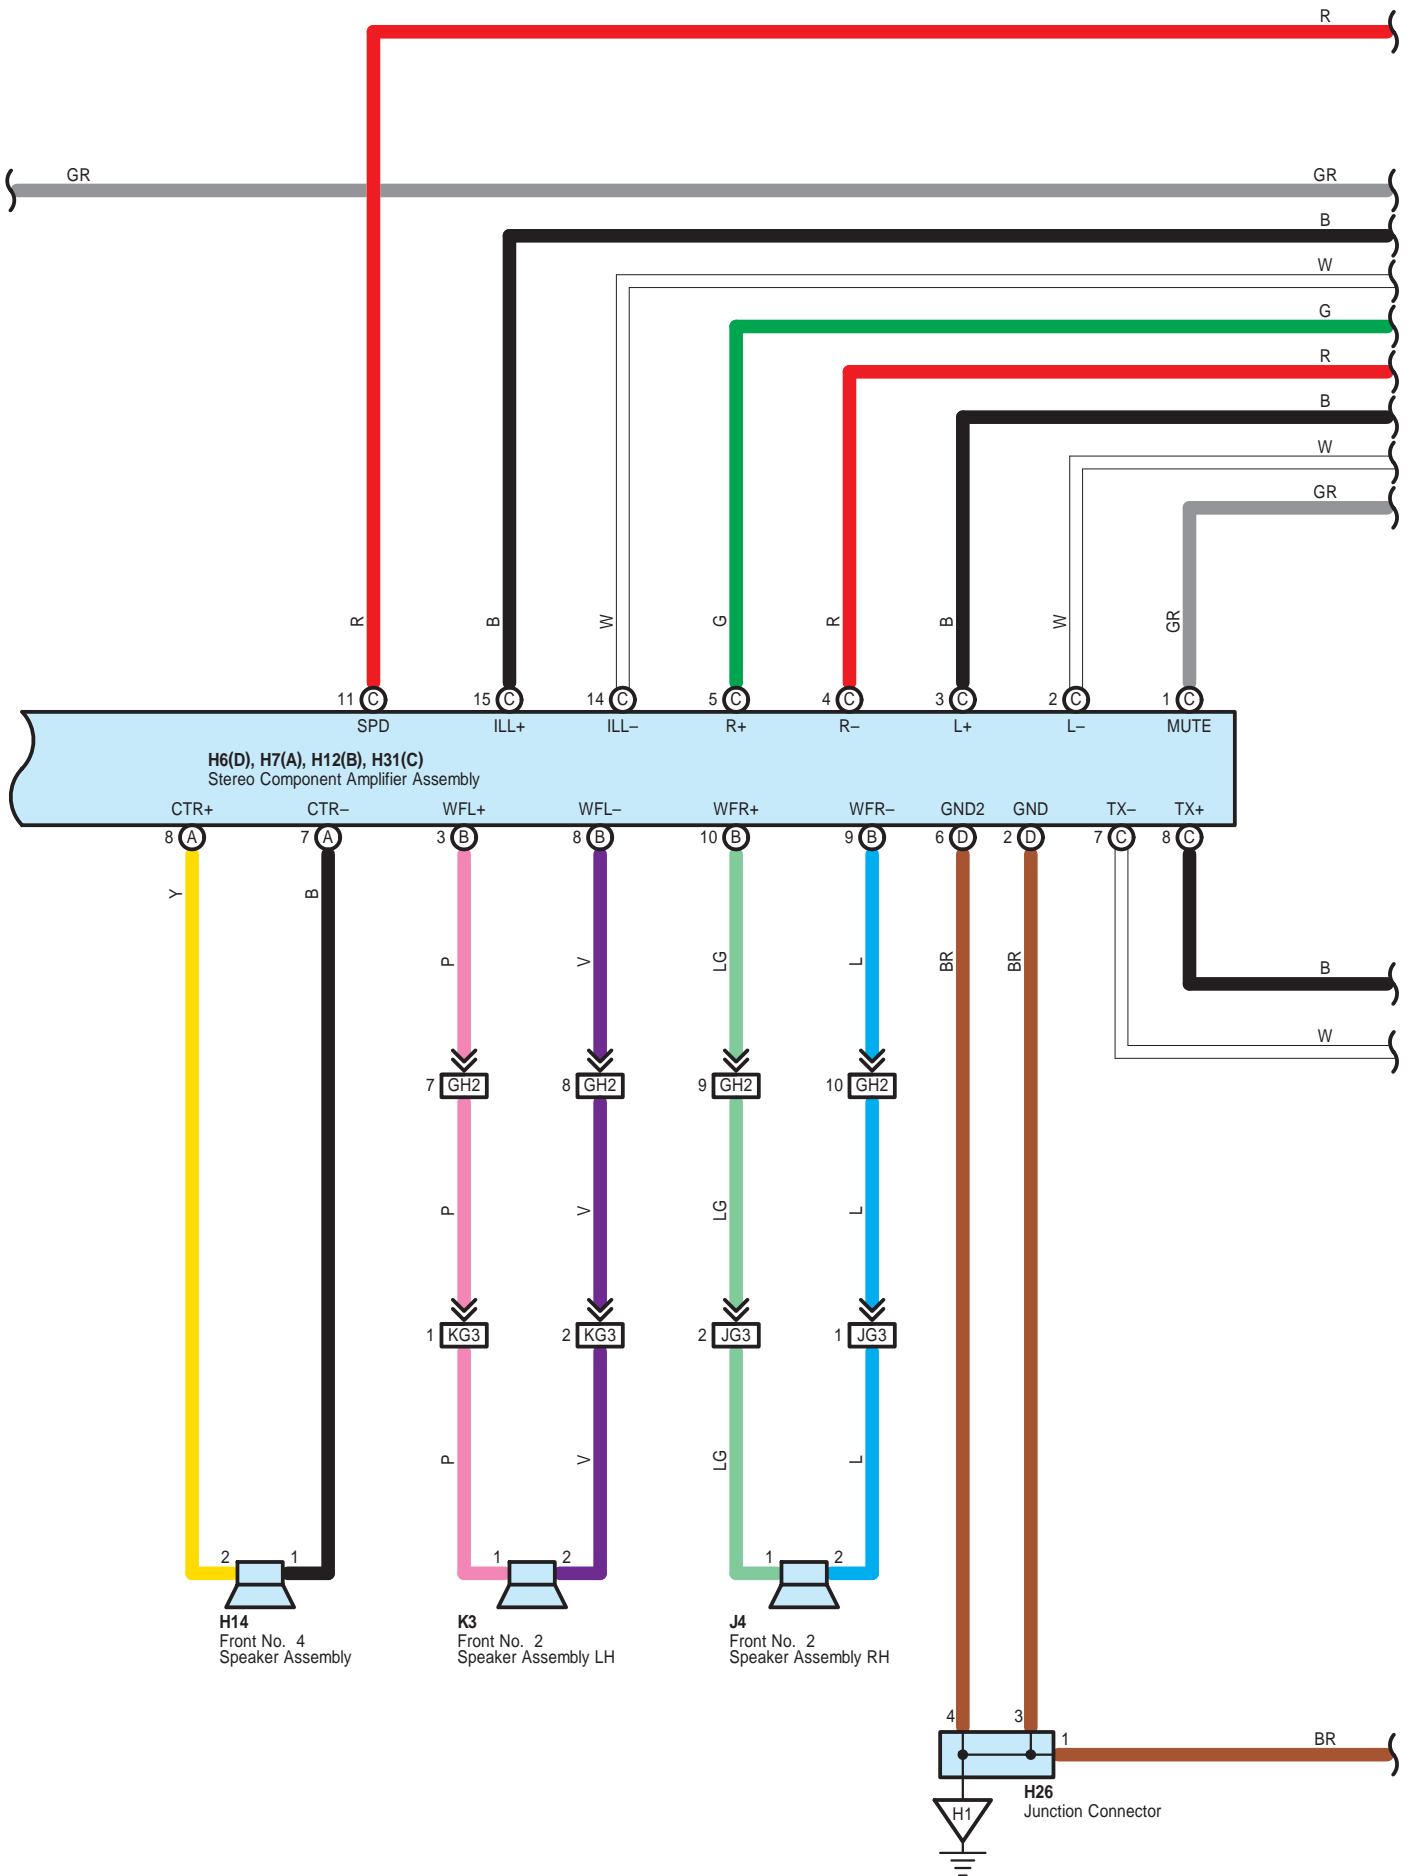 R
GR GR
B
W
G
R
B
W
GR
R B W G R B W GR
11 C 15 C 14 C 5 C 4 C 3 C 2 C 1 C
SPD ILL+ ILL– R+ R– L+ L– MUTE
H6(D), H7(A), H12(B), H31(C)
Stereo Component Amplifier Assembly
CTR+ CTR– WFL+ WFL– WFR+ WFR– GND2 GND TX– TX+
8 A 7 A 3 B 8 B 10 B 9 B 6 D 2 D 7 C 8 C
Y B
P V LG L BR BR B
W
7 GH2 8 GH2 9 GH2 10 GH2
P V LG L
1 KG3 2 KG3 2 JG3 1 JG3
P V LG L
2 1 1 2 1 2
H14
Front No. 4
Speaker Assembly
K3
Front No. 2
Speaker Assembly LH
J4
Front No. 2
Speaker Assembly RH
4 3
1 BR
H26
Junction Connector
H1